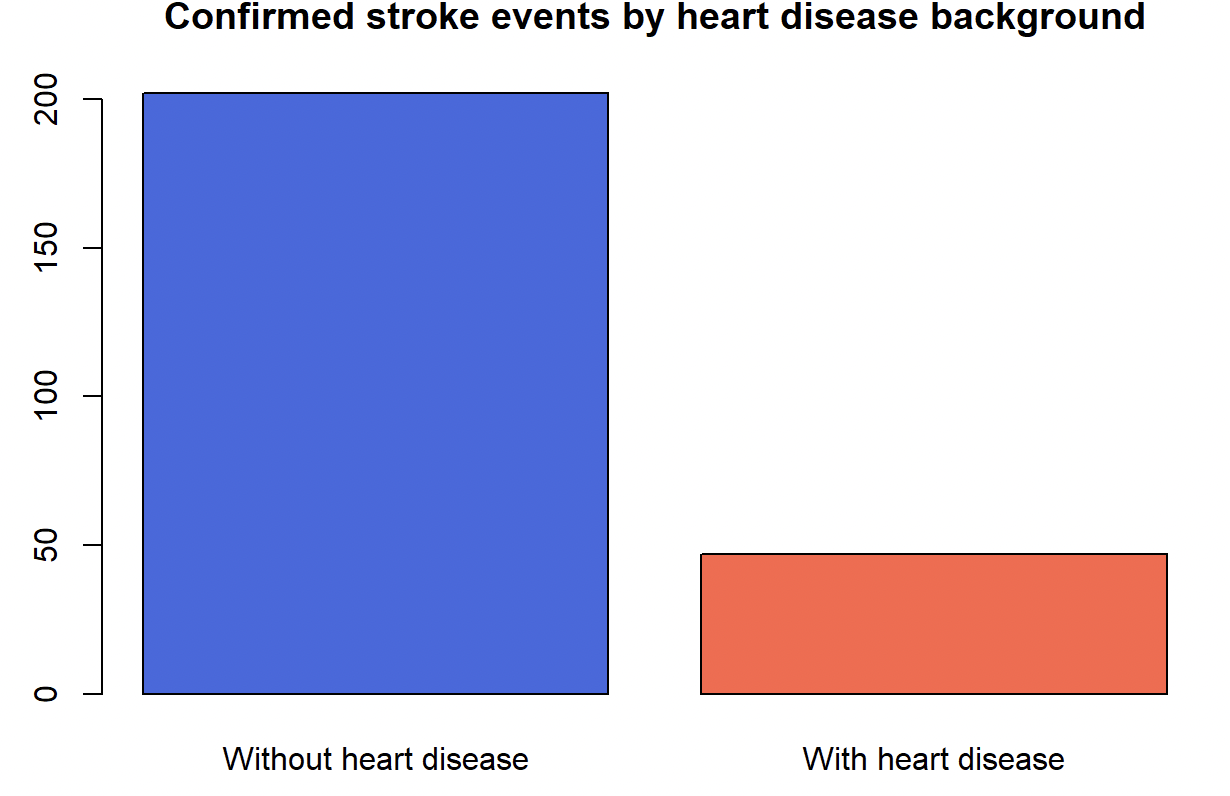 Confirmed stroke events by heart disease background
200
150
100
50
0
Without heart disease
With heart disease